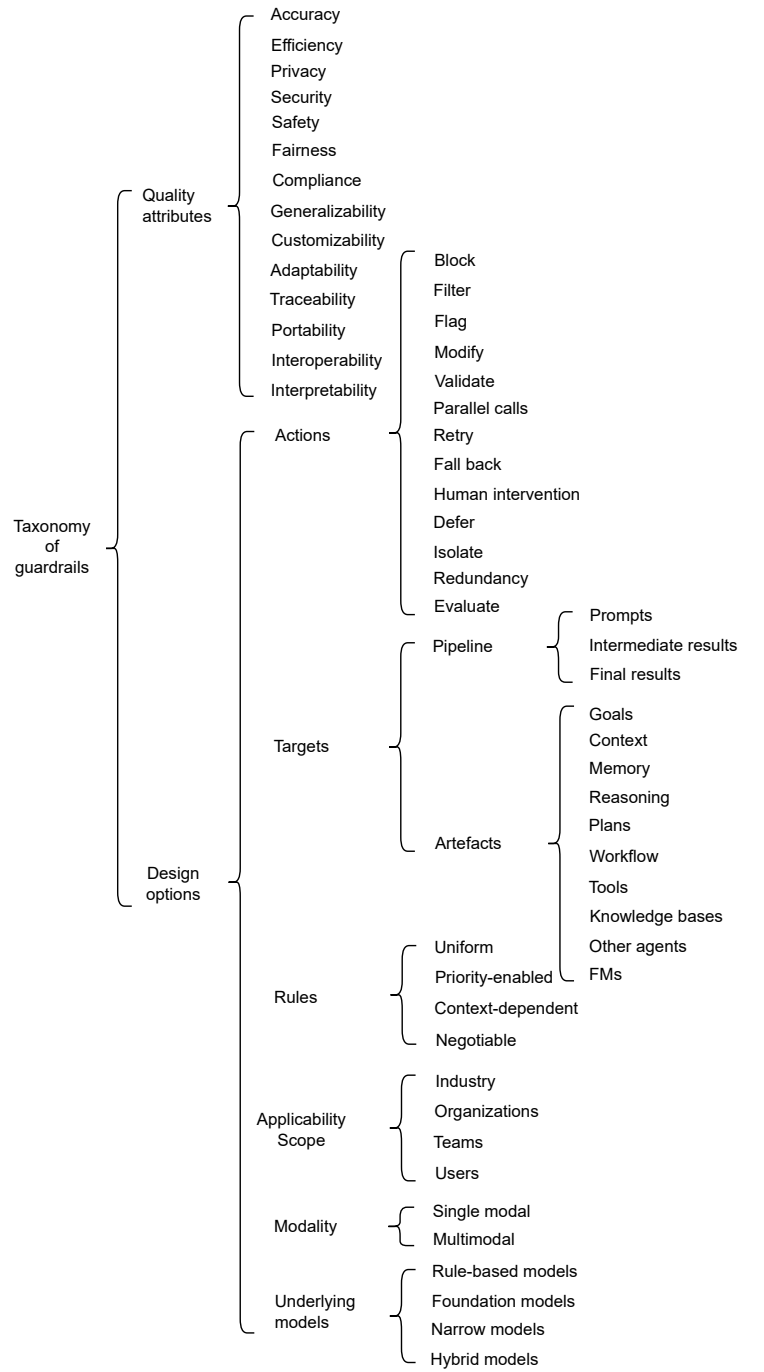 Taxonomy
of
guardrails
Quality
attributes
Accuracy
Efficiency
Privacy
Security
Safety
Fairness
Compliance
Generalizability
Customizability
Adaptability
Traceability
Portability
Interoperability
Interpretability
Design
options
Actions
Block
Filter
Flag
Modify
Validate
Parallel calls
Retry
Fall back
Human intervention
Defer
Isolate
Redundancy
Evaluate
Targets
Pipeline
Prompts
Intermediate results
Final results
Artefacts
Goals
Context
Memory
Reasoning
Plans
Workflow
Tools
Knowledge bases
Other agents
FMs
Rules
Uniform
Priority-enabled
Context-dependent
Negotiable
Applicability
Scope
Industry
Organizations
Teams
Users
Modality
Single modal
Multimodal
Underlying
models
Rule-based models
Foundation models
Narrow models
Hybrid models